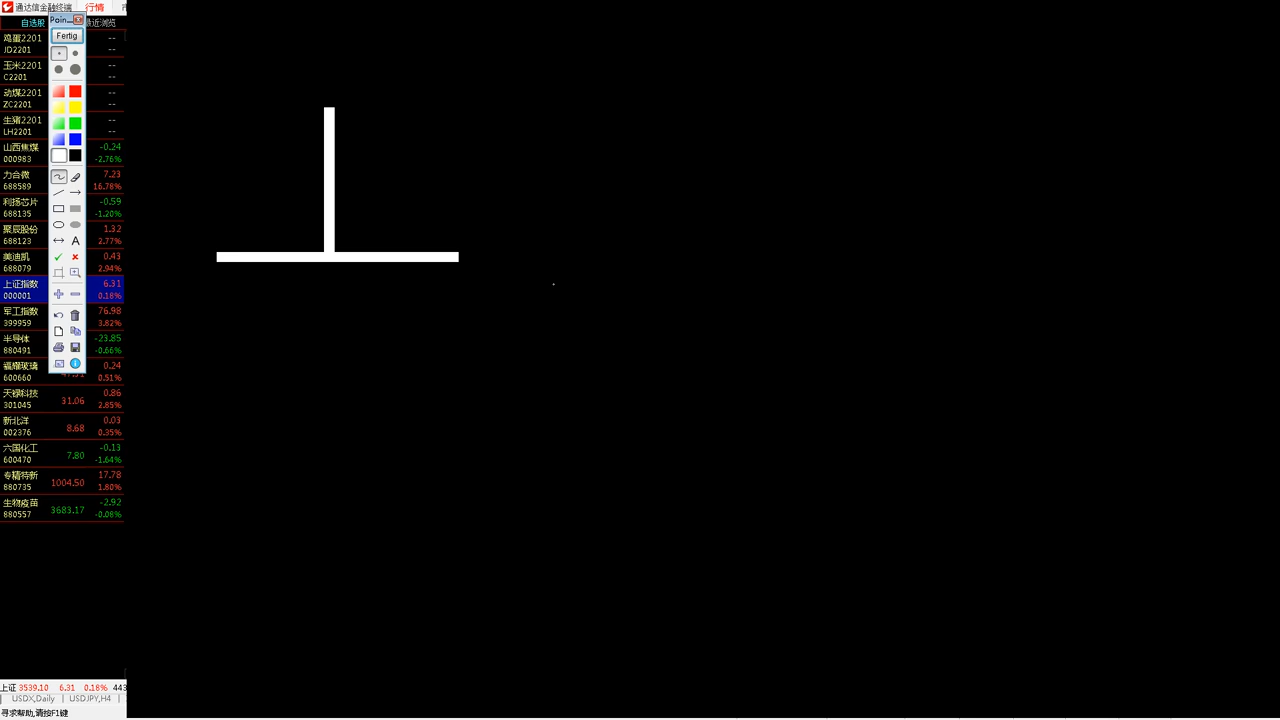 通达信金融终端 行情
自选股 最近浏览
Poin...
Fertig
A
鸡蛋2201 --
JD2201 --
玉米2201 --
C2201 --
动煤2201 --
ZC2201 --
生猪2201 --
LH2201 --
山西焦煤 -0.24
000983 -2.76%
力合微 7.23
688589 16.78%
利扬芯片 -0.59
688135 -1.20%
聚辰股份 1.32
688123 2.77%
美迪凯 0.43
688079 2.94%
上证指数 6.31
000001 0.18%
军工指数 76.98
399959 3.82%
半导体 -23.85
880491 -0.66%
福耀玻璃 0.24
600660 0.51%
天禄科技 31.06 0.86
301045 2.85%
新北洋 8.68 0.03
002376 0.35%
六国化工 7.80 -0.13
600470 -1.64%
专精特新 1004.50 17.78
880735 1.80%
生物疫苗 3683.17 -2.92
880557 -0.08%
上证 3539.10 6.31 0.18% 443
USDX,Daily | USDJPY,H4 |
寻求帮助,请按F1键